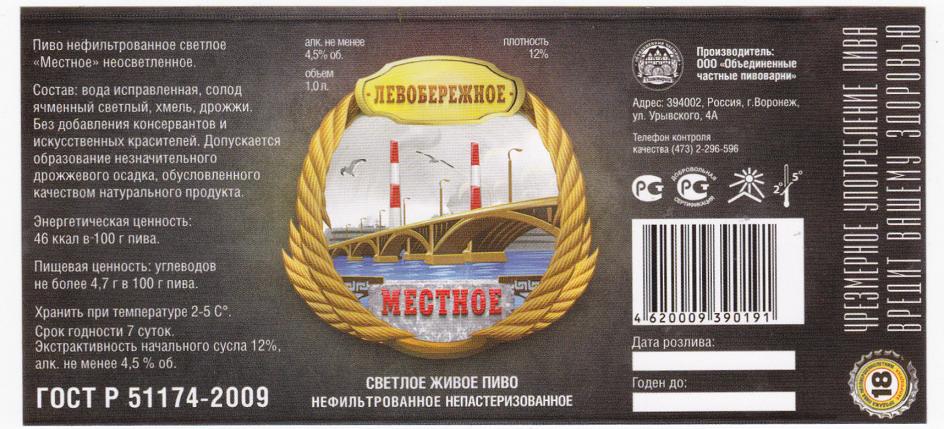 Пиво нефильтрованное светлое
«Местное» неосветленное.
Состав: вода исправленная, солод
ячменный светлый, хмель, дрожжи.
Без добавления консервантов и
искусственных красителей. Допускается
образование незначительного
дрожжевого осадка, обусловленного
качеством натурального продукта.
Энергетическая ценность:
46 ккал в 100 г пива.
Пищевая ценность: углеводов
не более 4,7 г в 100 г пива.
Хранить при температуре 2-5 С°.
Срок годности 7 суток.
Экстрактивность начального сусла 12%,
алк. не менее 4,5 % об.
ГОСТ Р 51174-2009
алк. не менее
4,5% об.
объем
1,0 л.
плотность
12%
ЛЕВОБЕРЕЖНОЕ
МЕСТНОЕ
СВЕТЛОЕ ЖИВОЕ ПИВО
НЕФИЛЬТРОВАННОЕ НЕПАСТЕРИЗОВАННОЕ
Производитель:
ООО «Объединенные
частные пивоварни»
Адрес: 394002, Россия, г.Воронеж,
ул. Урывского, 4А
Телефон контроля
качества (473) 2-296-596
РС
ДОБРОВОЛЬНАЯ
РС
СЕРТИФИКАЦИЯ
2° 5°
4 620009 390191
Дата розлива:
Годен до:
ЧРЕЗМЕРНОЕ УПОТРЕБЛЕНИЕ ПИВА
ВРЕДИТ ВАШЕМУ ЗДОРОВЬЮ
18